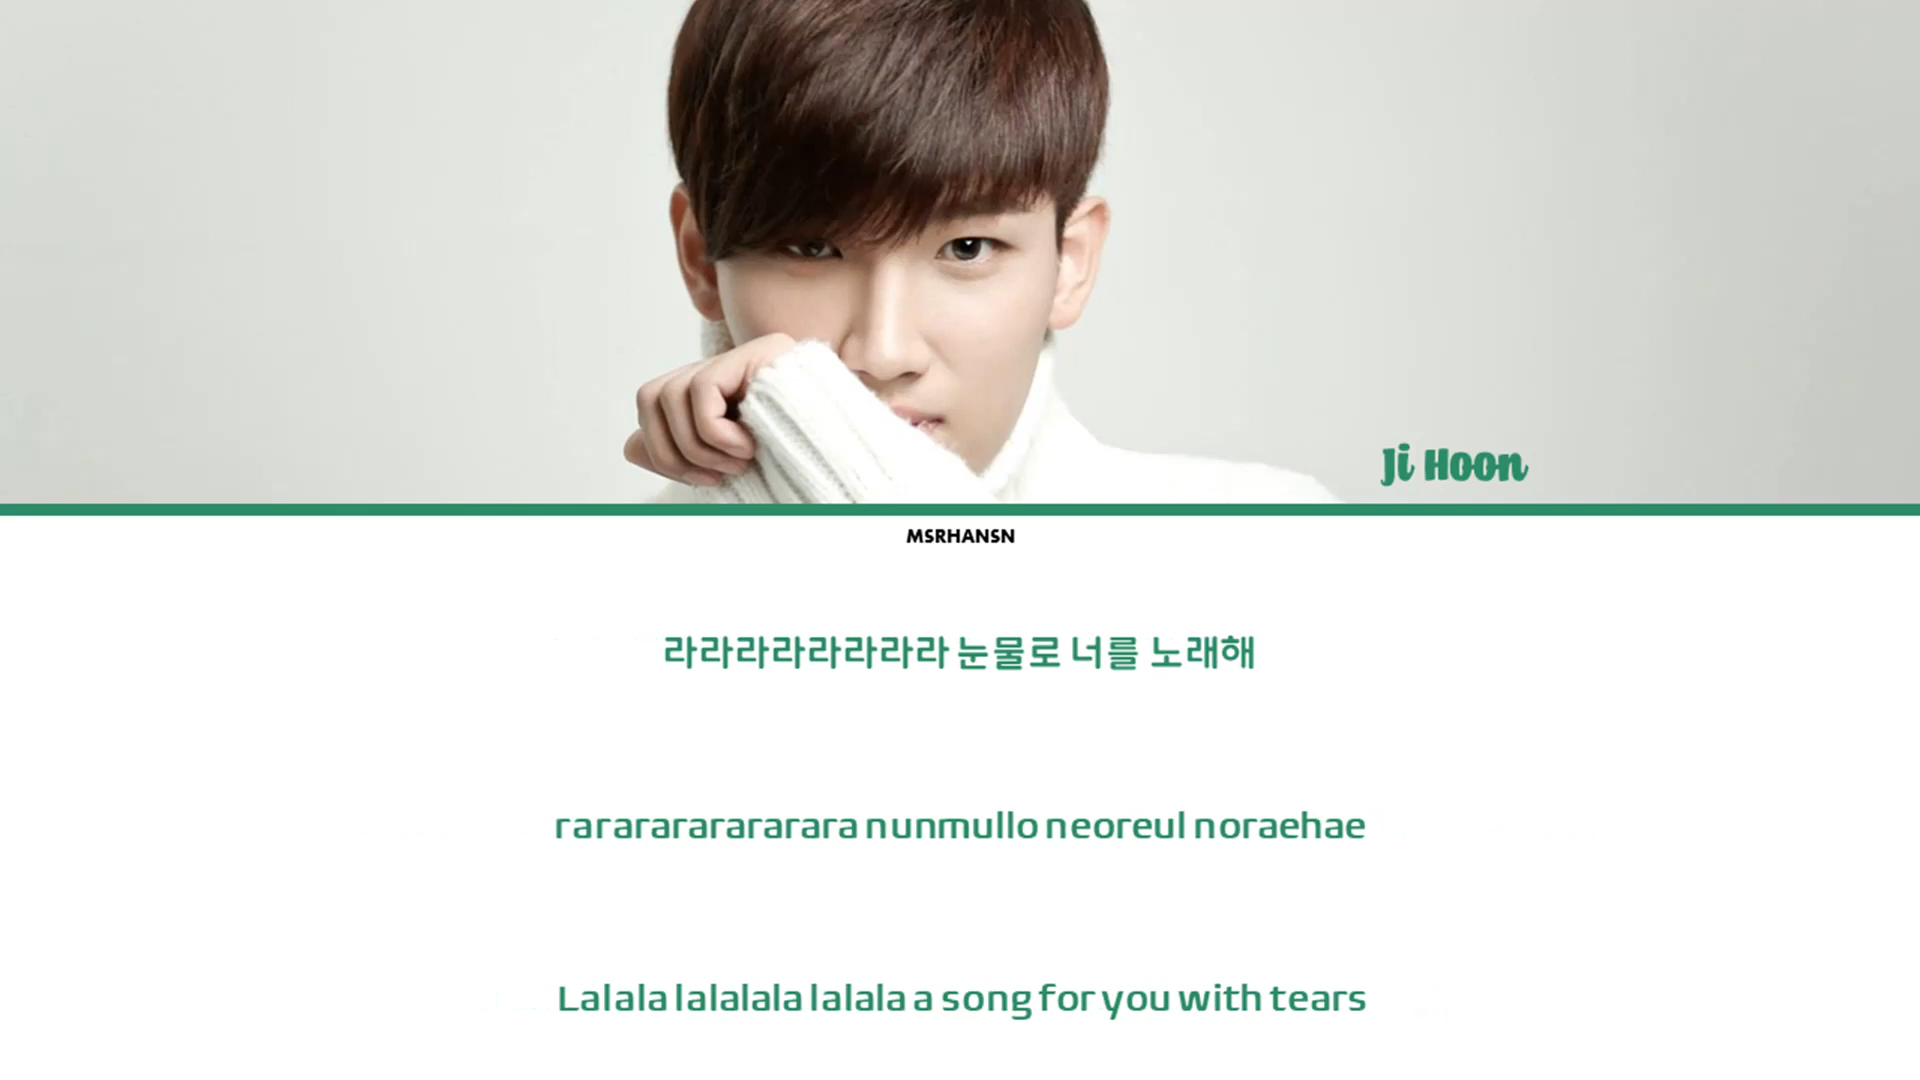 Ji Hoon
MSRHANSN
라라라라라라라라 눈물로 너를 노래해
rarararararararara nunmullo neoreul noraehae
Lalala lalalala lalala a song for you with tears